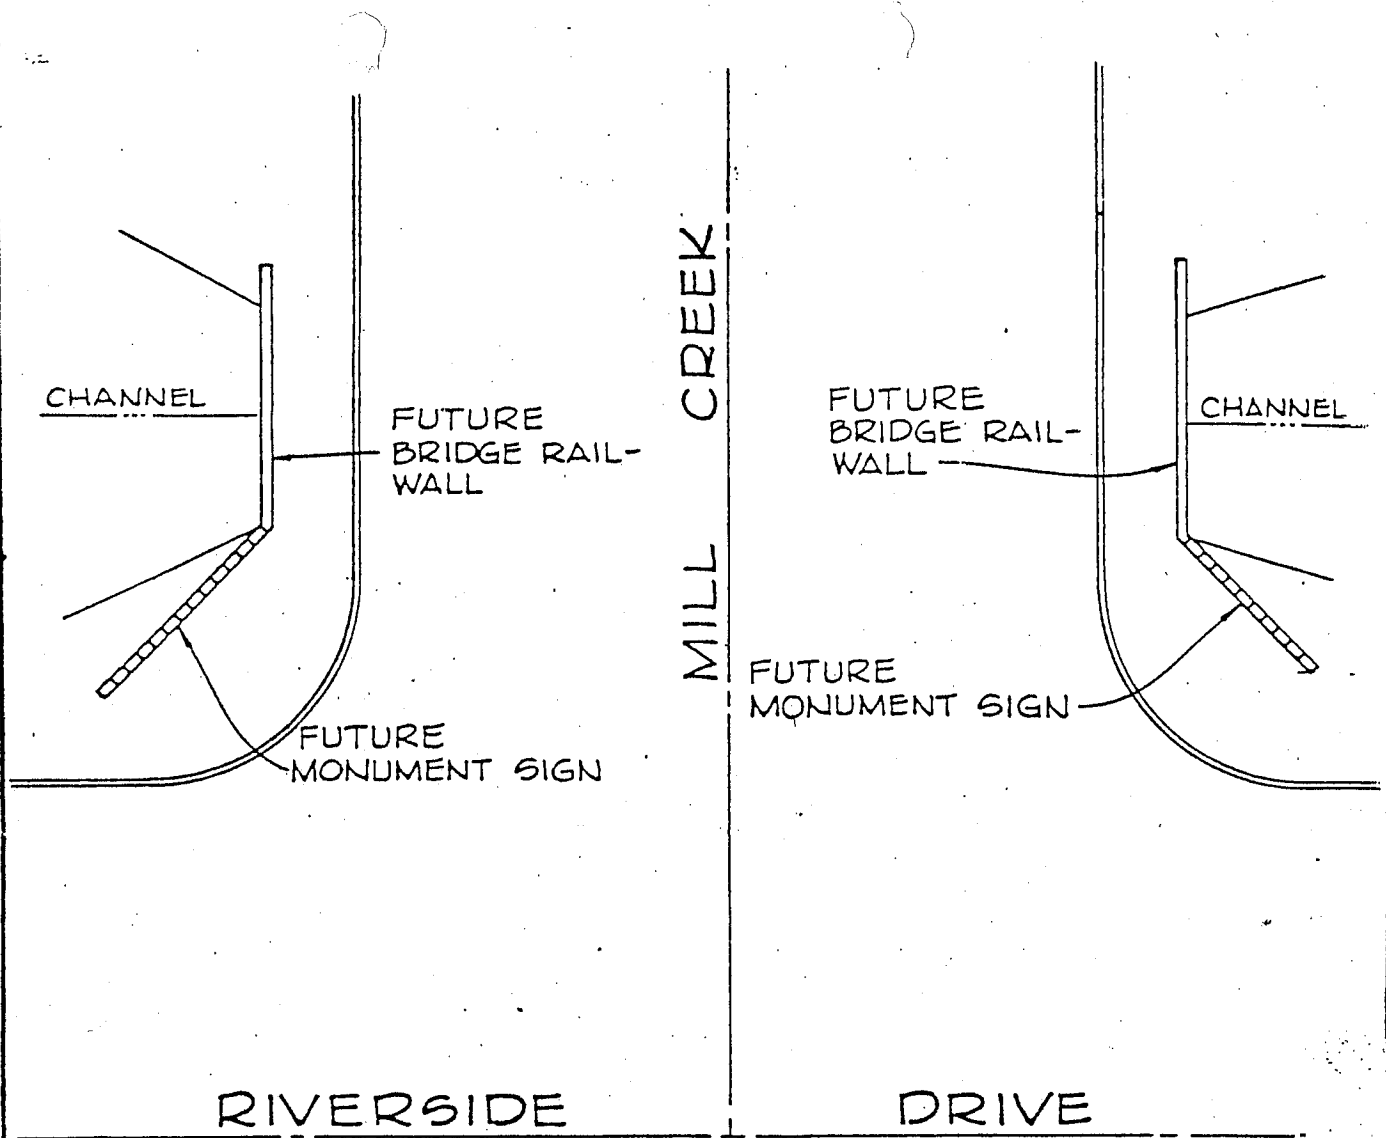 MILL CREEK
CHANNEL
FUTURE
BRIDGE RAIL-
WALL
FUTURE
BRIDGE RAIL-
WALL
CHANNEL
FUTURE
MONUMENT SIGN
FUTURE
MONUMENT SIGN
RIVERSIDE DRIVE